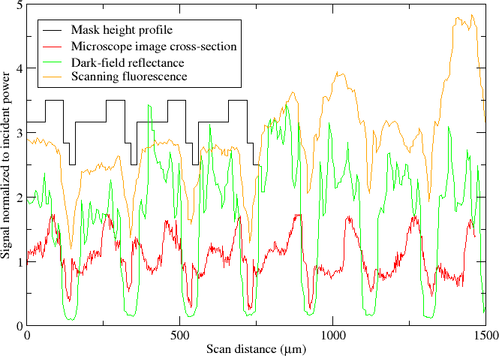 5
4
3
2
1
0
Signal normalized to incident power
Mask height profile
Microscope image cross-section
Dark-field reflectance
Scanning fluorescence
0
500
1000
1500
Scan distance (μm)